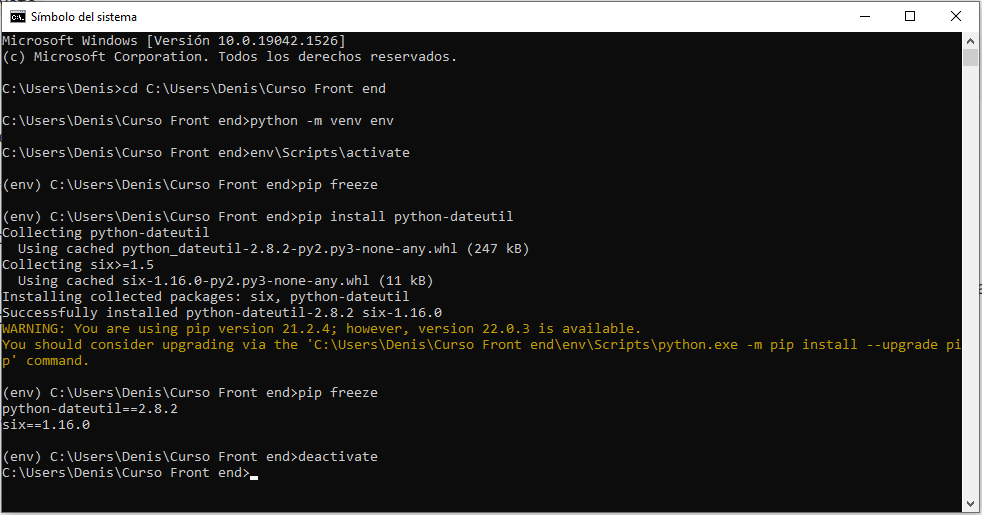 Símbolo del sistema
Microsoft Windows [Versión 10.0.19042.1526]
(c) Microsoft Corporation. Todos los derechos reservados.
C:\Users\Denis>cd C:\Users\Denis\Curso Front end
C:\Users\Denis\Curso Front end>python -m venv env
C:\Users\Denis\Curso Front end>env\Scripts\activate
(env) C:\Users\Denis\Curso Front end>pip freeze
(env) C:\Users\Denis\Curso Front end>pip install python-dateutil
Collecting python-dateutil
  Using cached python_dateutil-2.8.2-py2.py3-none-any.whl (247 kB)
Collecting six>=1.5
  Using cached six-1.16.0-py2.py3-none-any.whl (11 kB)
Installing collected packages: six, python-dateutil
Successfully installed python-dateutil-2.8.2 six-1.16.0
WARNING: You are using pip version 21.2.4; however, version 22.0.3 is available.
You should consider upgrading via the 'C:\Users\Denis\Curso Front end\env\Scripts\python.exe -m pip install --upgrade pi
p' command.
(env) C:\Users\Denis\Curso Front end>pip freeze
python-dateutil==2.8.2
six==1.16.0
(env) C:\Users\Denis\Curso Front end>deactivate
C:\Users\Denis\Curso Front end>